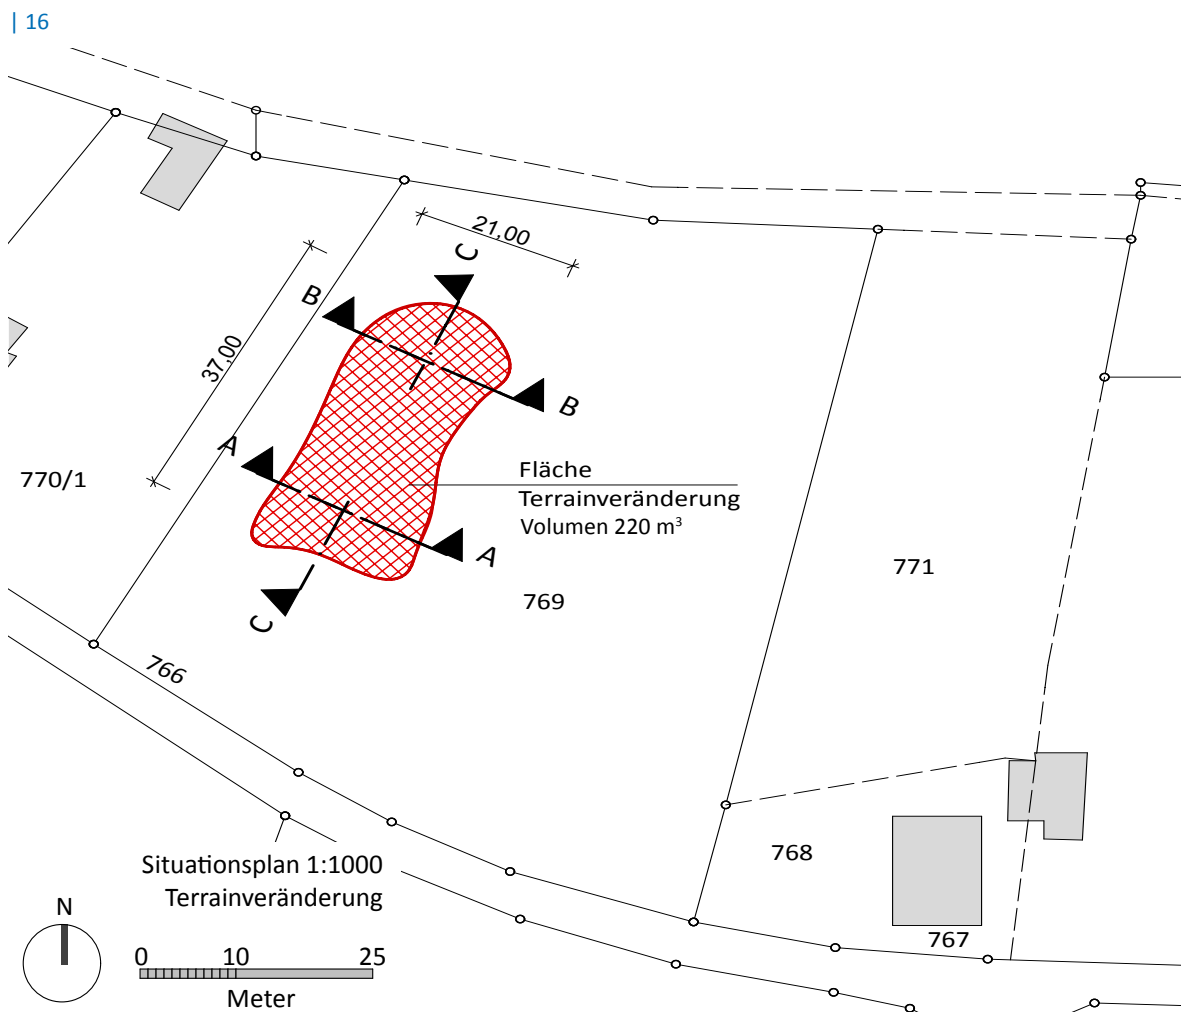 | 16
21,00
C
B
37,00
B
A
770/1
Fläche
Terrainveränderung
Volumen 220 m³
A
771
769
C
766
768
Situationsplan 1:1000
Terrainveränderung
N
767
0 10 25
Meter